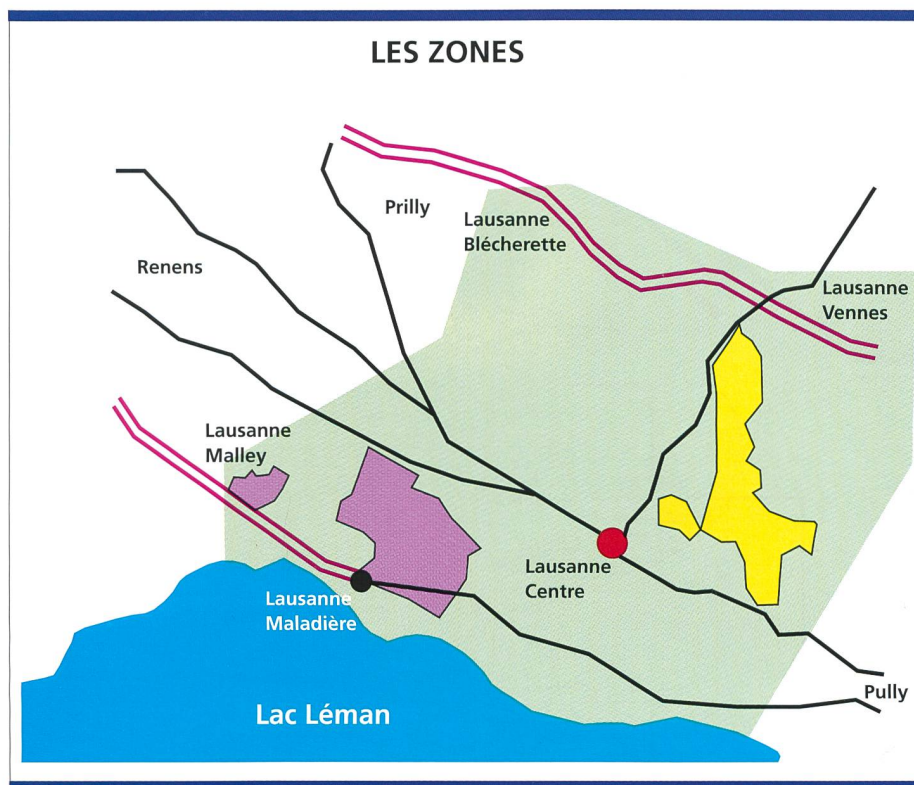 LES ZONES
Prilly
Lausanne
Blécherette
Renens
Lausanne
Vennes
Lausanne
Malley
Lausanne
Centre
Lausanne
Maladière
Pully
Lac Léman